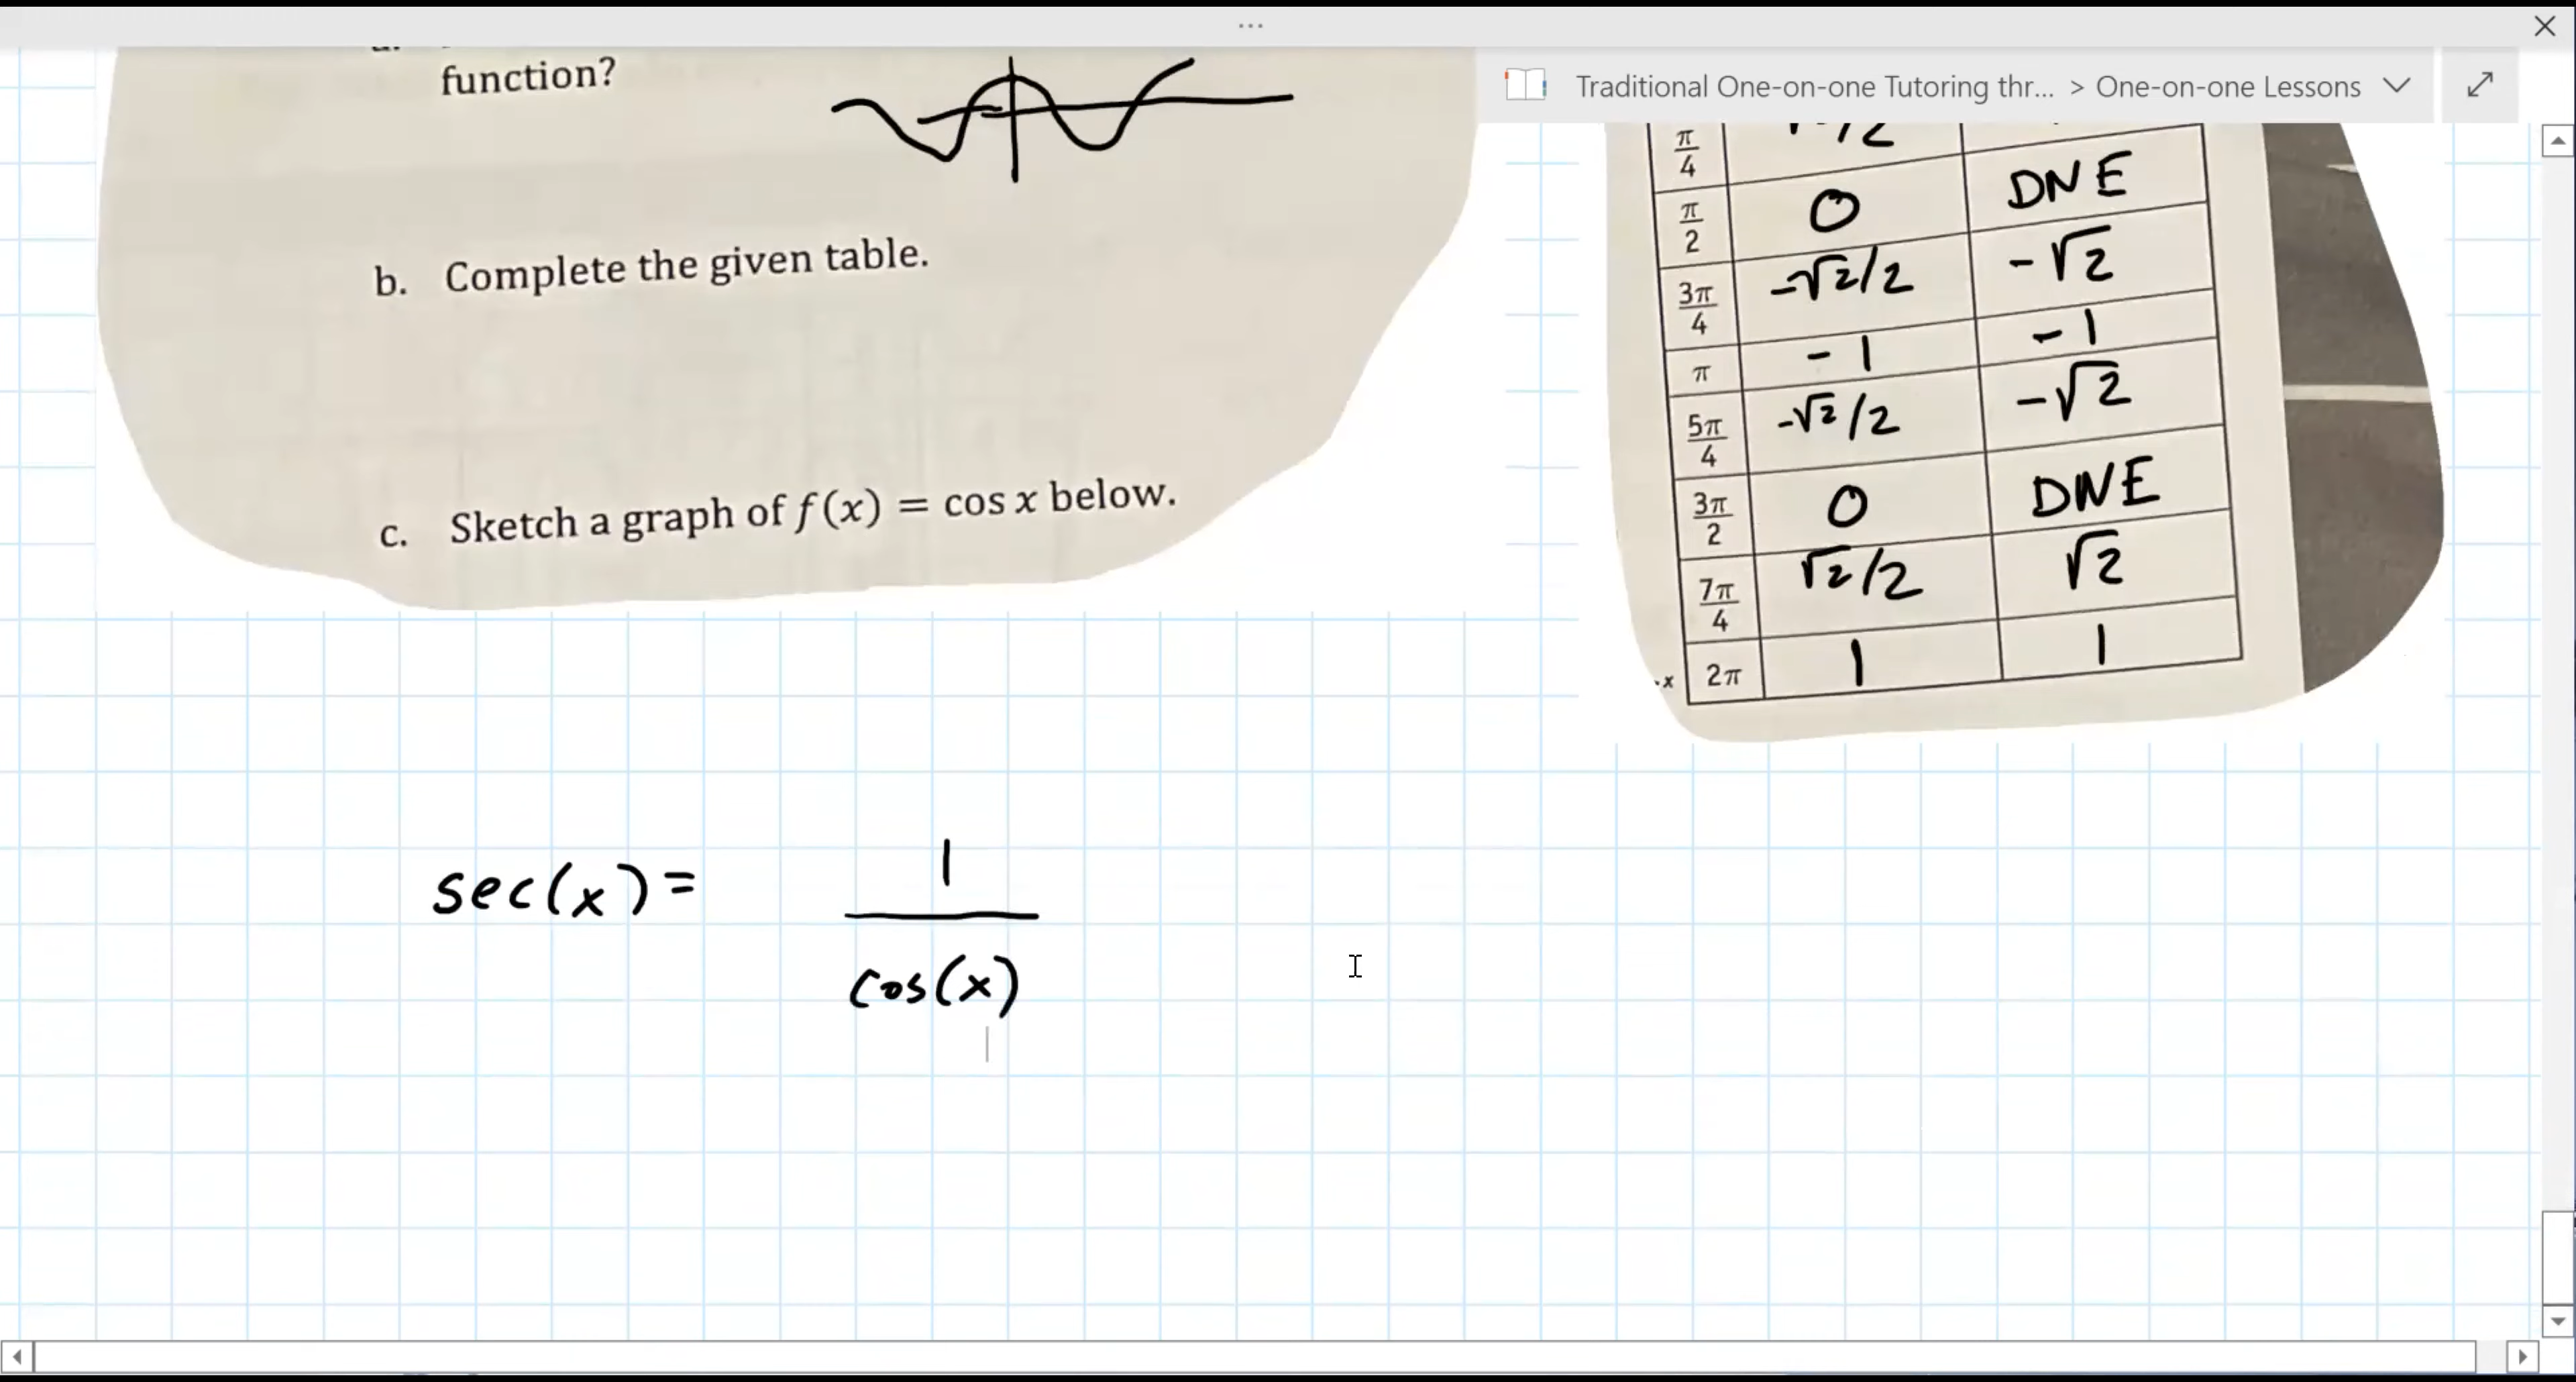 ...
Traditional One-on-one Tutoring thr... > One-on-one Lessons
function?
b. Complete the given table.
c. Sketch a graph of f(x) = cos x below.
π/4
π/2 0 DNE
3π/4 -√2/2 -√2
π -1 -1
5π/4 -√2/2 -√2
3π/2 0 DNE
7π/4 √2/2 √2
x 2π 1 1
sec(x) = 1/cos(x)